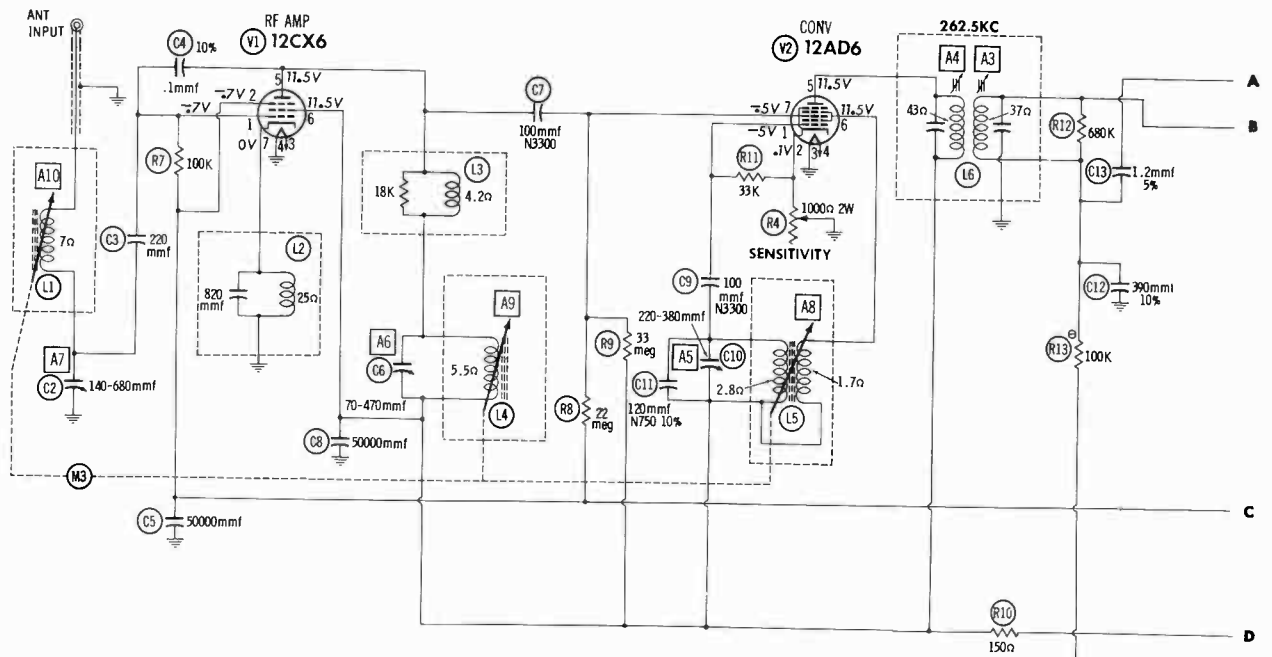 ANT
INPUT
RF AMP
V1 12CX6
C4 10%
.1mmf
5 11.5V
-.7V 2
-.7V
1
11.5V
6
0V
7 4 3
R7
100K
A10
7Ω
L1
C3 220
mmf
A7
C2 140-680mmf
L2
820
mmf
25Ω
C7
100mmf
N3300
L3
18K
4.2Ω
A9
A6
C6
5.5Ω
70-470mmf
L4
C8 50000mmf
M3
C5 50000mmf
CONV
V2 12AD6
5 11.5V
-.5V 7
-5V 1
11.5V
6
.1V 2
3 4
R11
33K
R4
1000Ω 2W
SENSITIVITY
C9 100
mmf
N3300
220-380mmf
A8
R9 33
meg
A5 C10
C11
120mmf
N750 10%
2.8Ω
1.7Ω
L5
R8 22
meg
262.5KC
A4 A3
43Ω
37Ω
L6
R12
680K
C13 1.2mmf
5%
C12 390mmf
10%
R13 100K
R10
150Ω
A
B
C
D